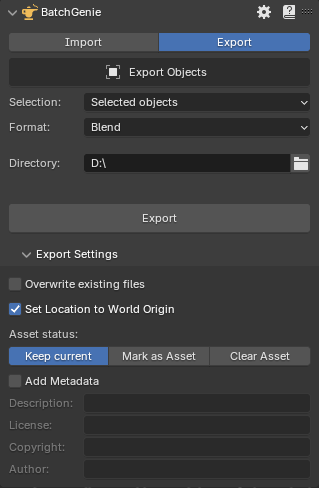 BatchGenie
Import Export
Export Objects
Selection: Selected objects
Format: Blend
Directory: D:\
Export
Export Settings
Overwrite existing files
Set Location to World Origin
Asset status:
Keep current Mark as Asset Clear Asset
Add Metadata
Description:
License:
Copyright:
Author: